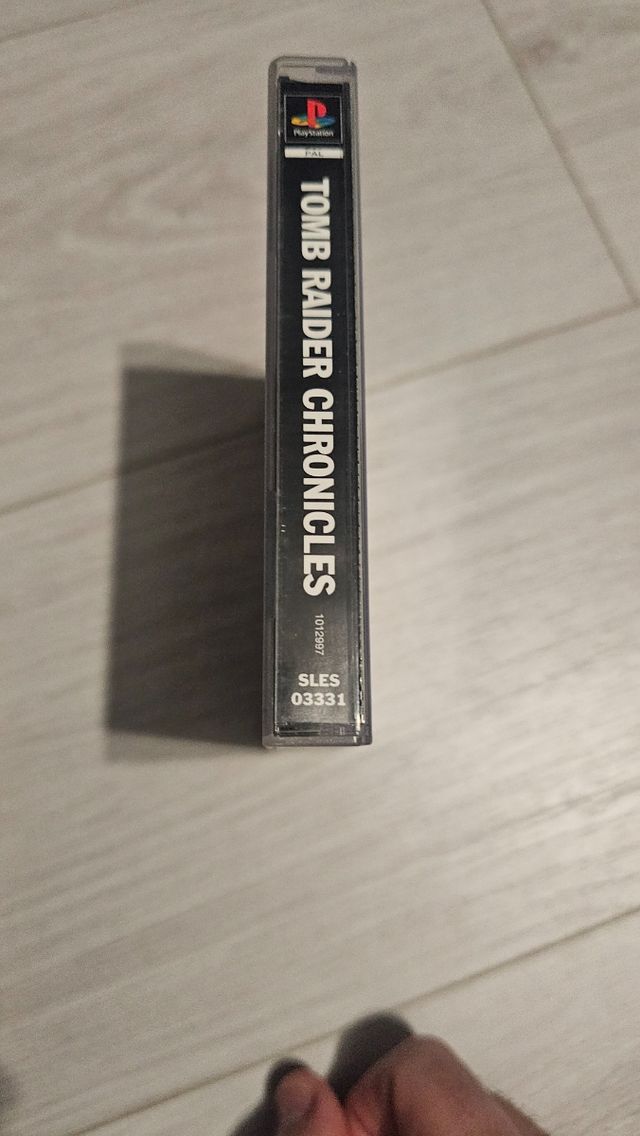 PlayStation
PAL
TOMB RAIDER CHRONICLES
1012997
SLES
03331